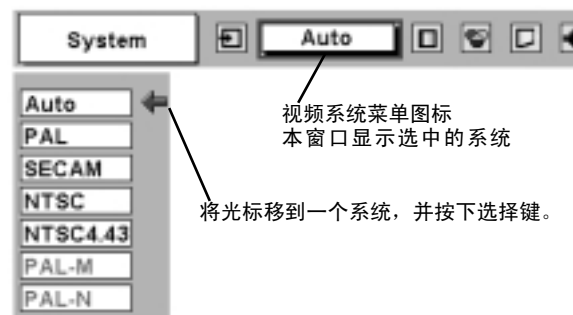 System
Auto
视频系统菜单图标
本窗口显示选中的系统
Auto
PAL
SECAM
NTSC
NTSC4.43
PAL-M
PAL-N
将光标移到一个系统，并按下选择键。